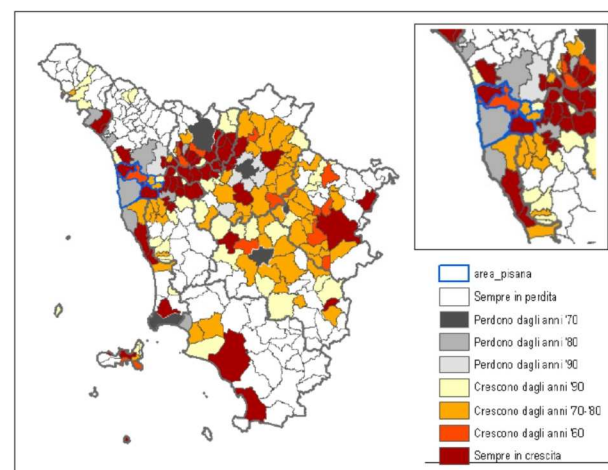 area_pisana
Sempre in perdita
Perdono dagli anni '70
Perdono dagli anni '80
Perdono dagli anni '90
Crescono dagli anni '90
Crescono dagli anni '70-'80
Crescono dagli anni '60
Sempre in crescita